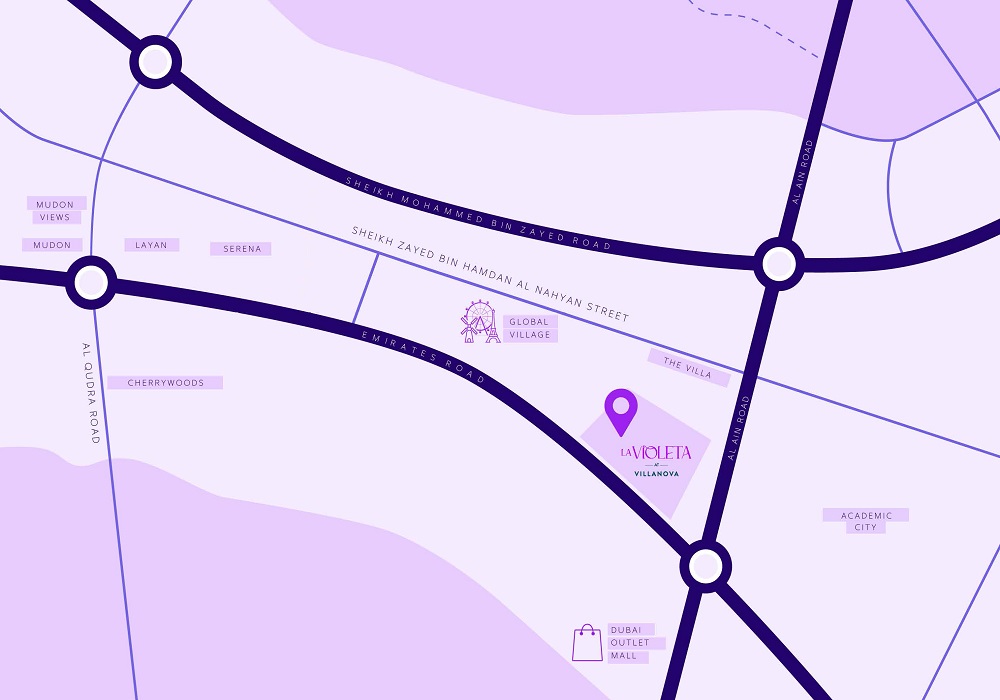 AL AIN ROAD
SHEIKH MOHAMMED BIN ZAYED ROAD
MUDON
VIEWS
SHEIKH ZAYED BIN HAMDAN AL NAHYAN STREET
MUDON
LAYAN
SERENA
GLOBAL
VILLAGE
EMIRATES ROAD
THE VILLA
AL QUDRA ROAD
CHERRYWOODS
AL AIN ROAD
LA VIOLETA
AT
VILLANOVA
ACADEMIC
CITY
DUBAI
OUTLET
MALL